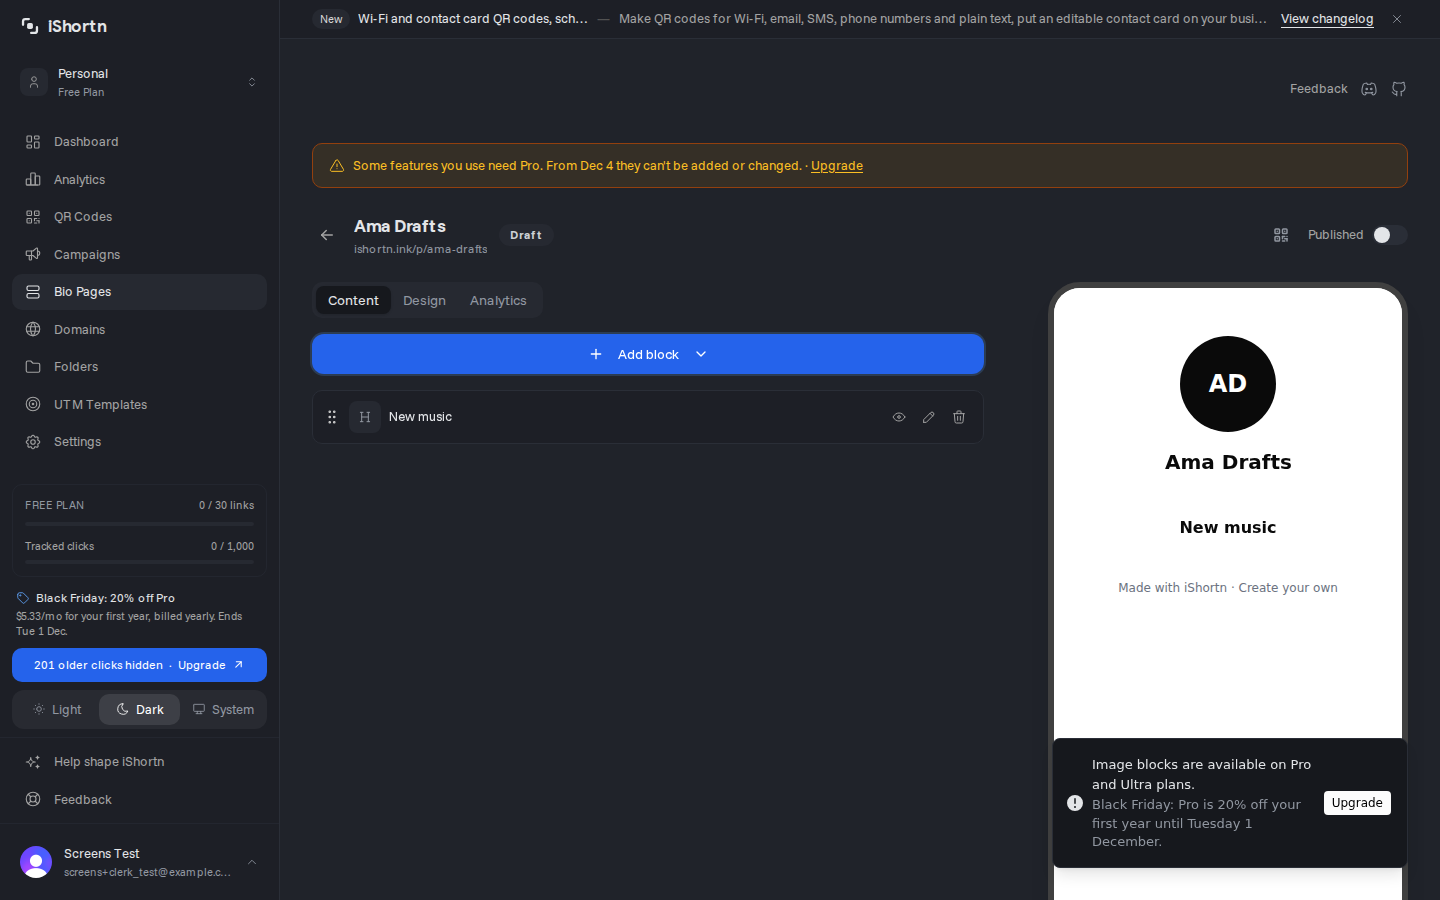 iShortn
Personal
Free Plan
Dashboard
Analytics
QR Codes
Campaigns
Bio Pages
Domains
Folders
UTM Templates
Settings
FREE PLAN 0 / 30 links
Tracked clicks 0 / 1,000
Black Friday: 20% off Pro
$5.33/mo for your first year, billed yearly. Ends
Tue 1 Dec.
201 older clicks hidden · Upgrade
Light Dark System
Help shape iShortn
Feedback
Screens Test
screens+clerk_test@example.c...
New Wi-Fi and contact card QR codes, sch... — Make QR codes for Wi-Fi, email, SMS, phone numbers and plain text, put an editable contact card on your busi... View changelog
Feedback
Some features you use need Pro. From Dec 4 they can't be added or changed. · Upgrade
Ama Drafts
ishortn.ink/p/ama-drafts
Draft
Published
Content Design Analytics
Add block
New music
AD
Ama Drafts
New music
Made with iShortn · Create your own
Image blocks are available on Pro
and Ultra plans.
Black Friday: Pro is 20% off your
first year until Tuesday 1
December.
Upgrade